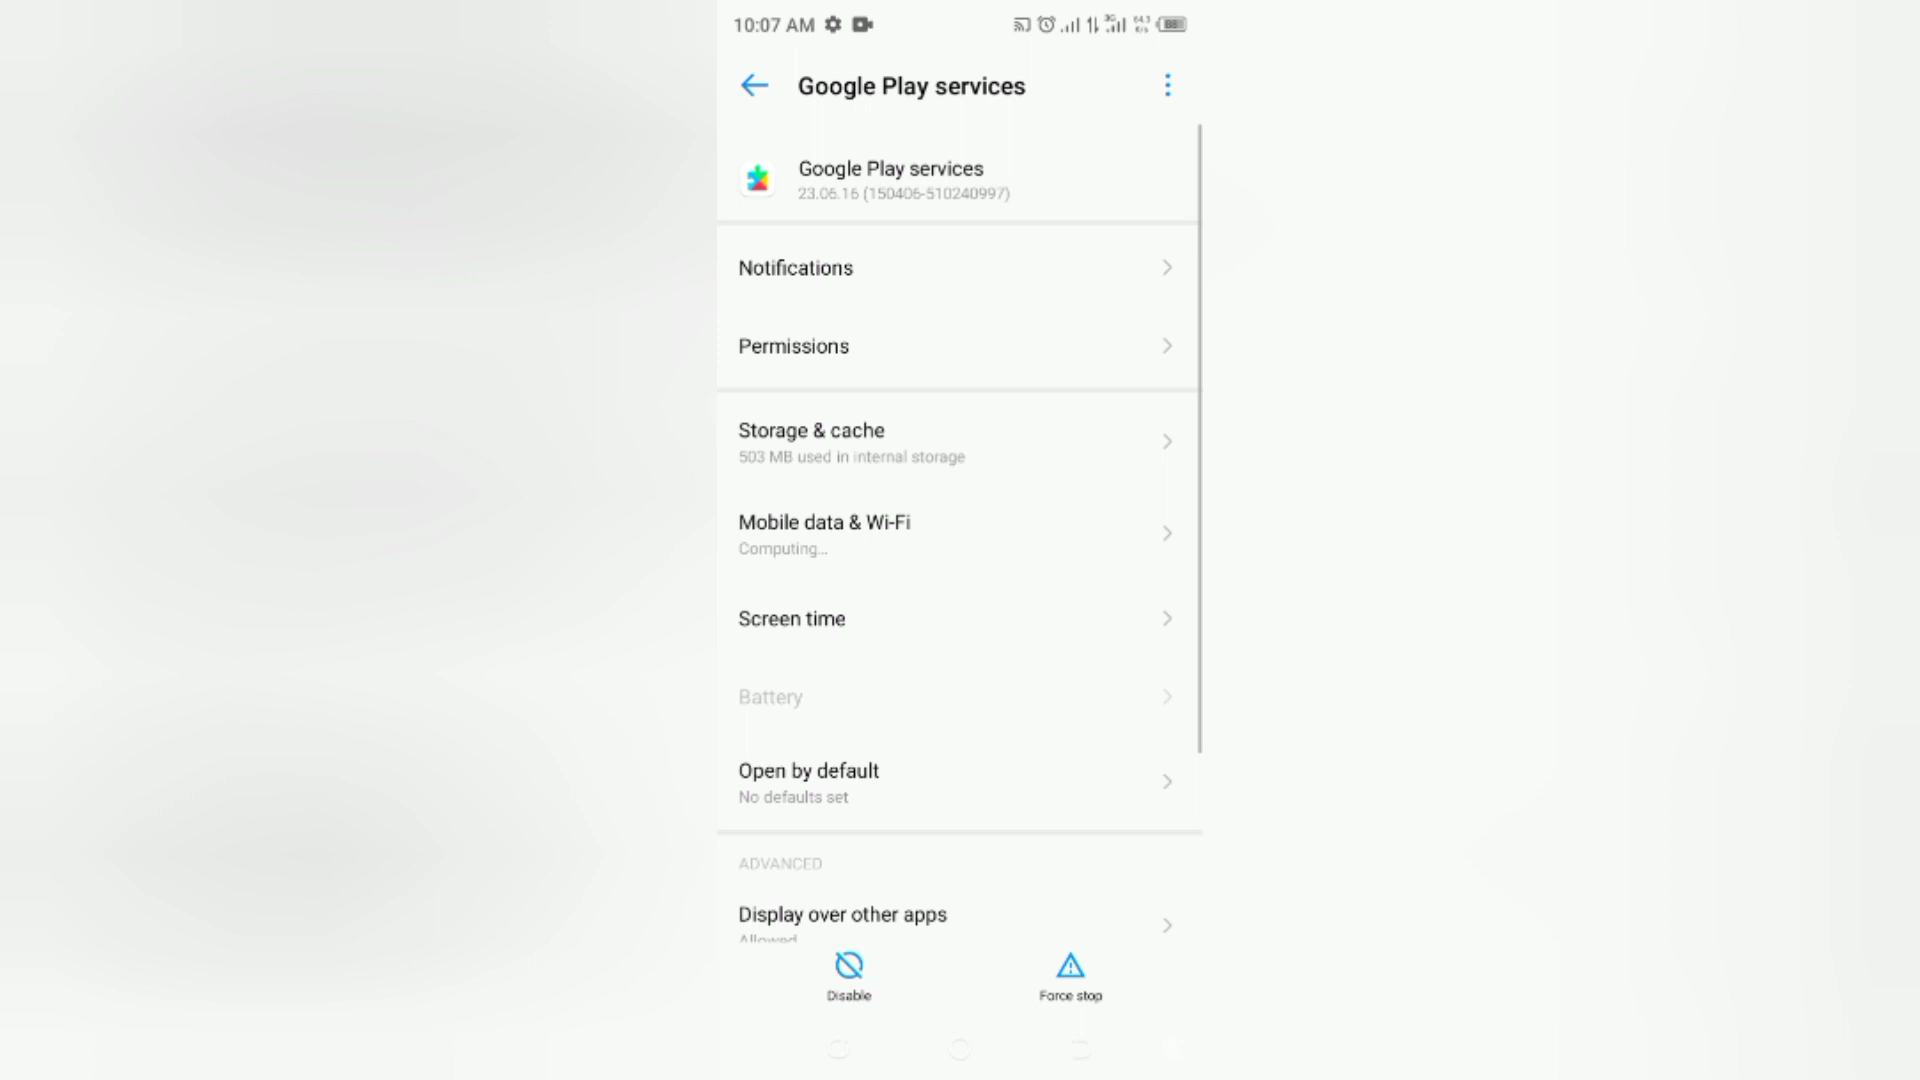 10:07 AM
Google Play services
Google Play services
23.06.16 (150406-510240997)
Notifications
Permissions
Storage & cache
503 MB used in internal storage
Mobile data & Wi-Fi
Computing...
Screen time
Battery
Open by default
No defaults set
ADVANCED
Display over other apps
Allowed
Disable
Force stop